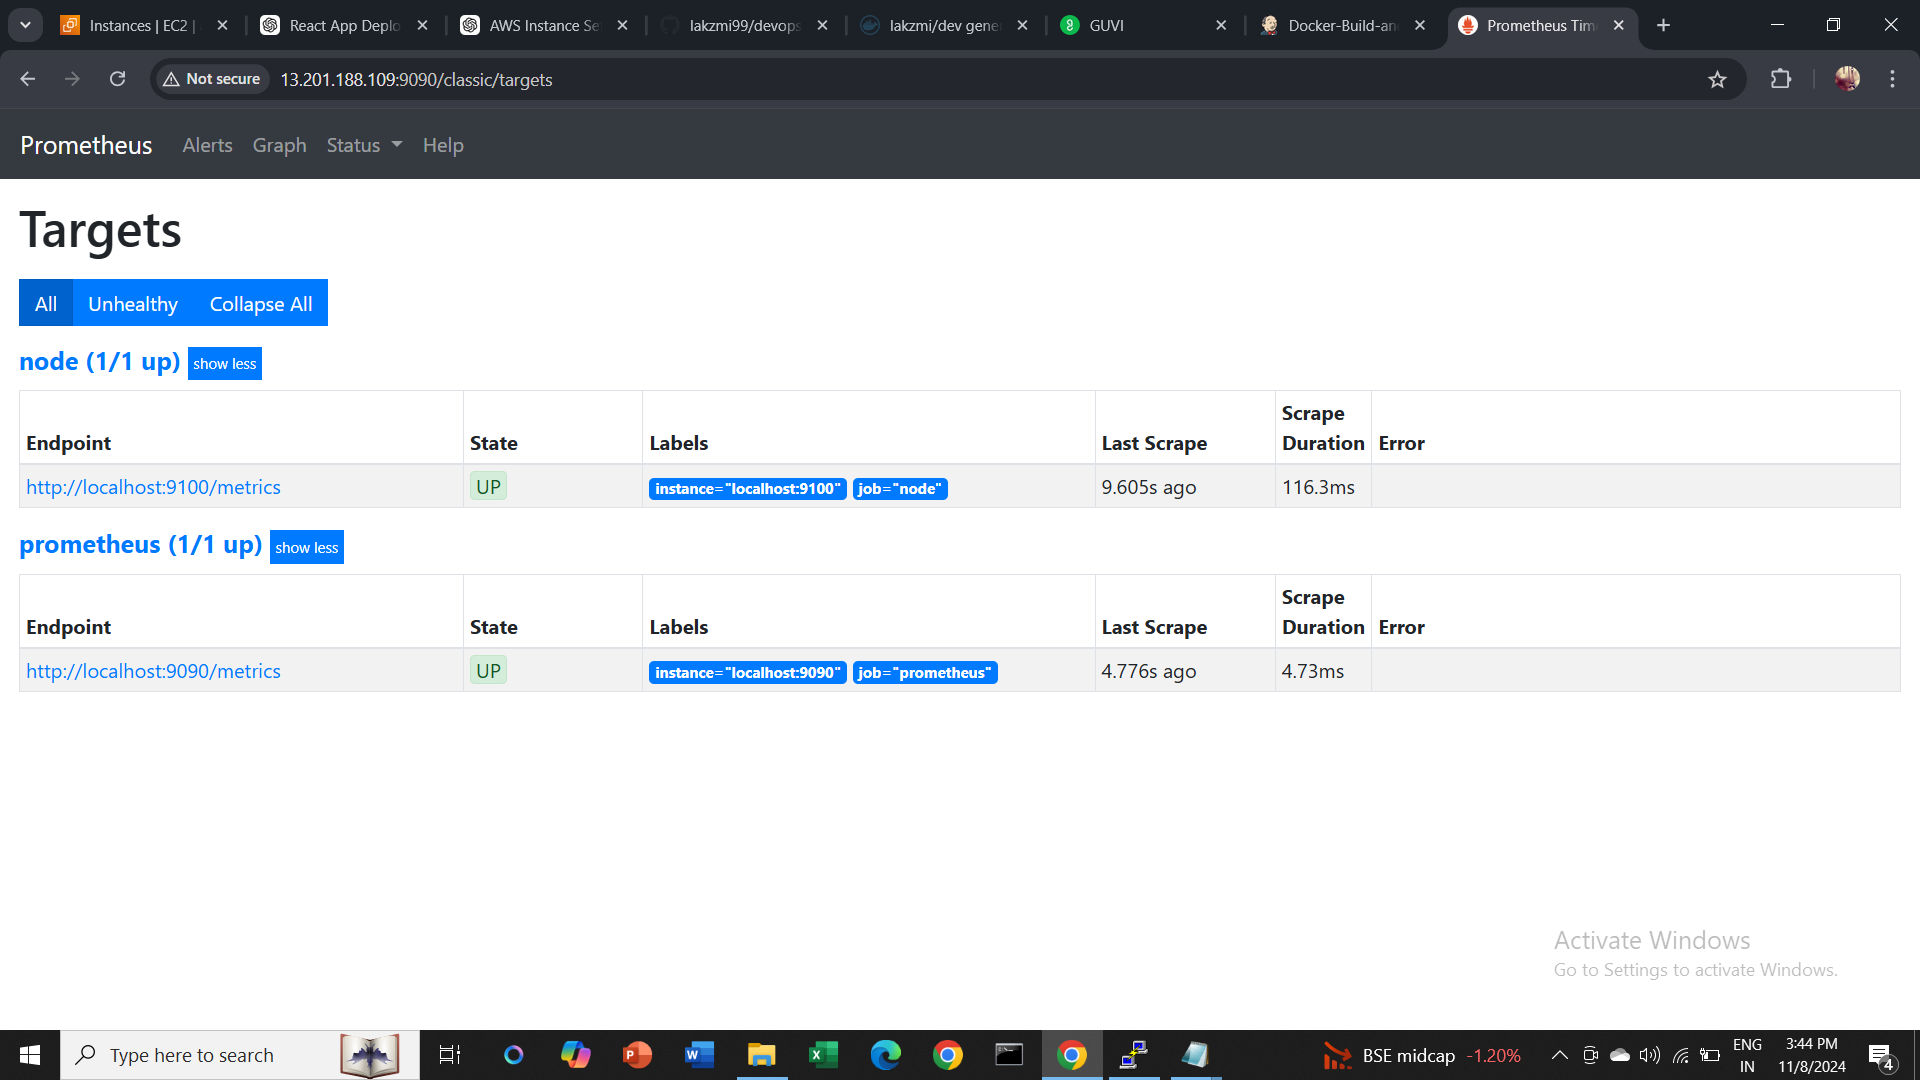 Instances | EC2 |
React App Deplo
AWS Instance Se
lakzmi99/devops
lakzmi/dev gene
GUVI
Docker-Build-an
Prometheus Tim
Not secure
13.201.188.109:9090/classic/targets
Prometheus Alerts Graph Status Help
Targets
All Unhealthy Collapse All
node (1/1 up) show less
Endpoint State Labels Last Scrape Scrape Duration Error
http://localhost:9100/metrics UP instance="localhost:9100" job="node" 9.605s ago 116.3ms
prometheus (1/1 up) show less
Endpoint State Labels Last Scrape Scrape Duration Error
http://localhost:9090/metrics UP instance="localhost:9090" job="prometheus" 4.776s ago 4.73ms
Activate Windows
Go to Settings to activate Windows.
Type here to search
BSE midcap -1.20%
ENG
IN
3:44 PM
11/8/2024
4